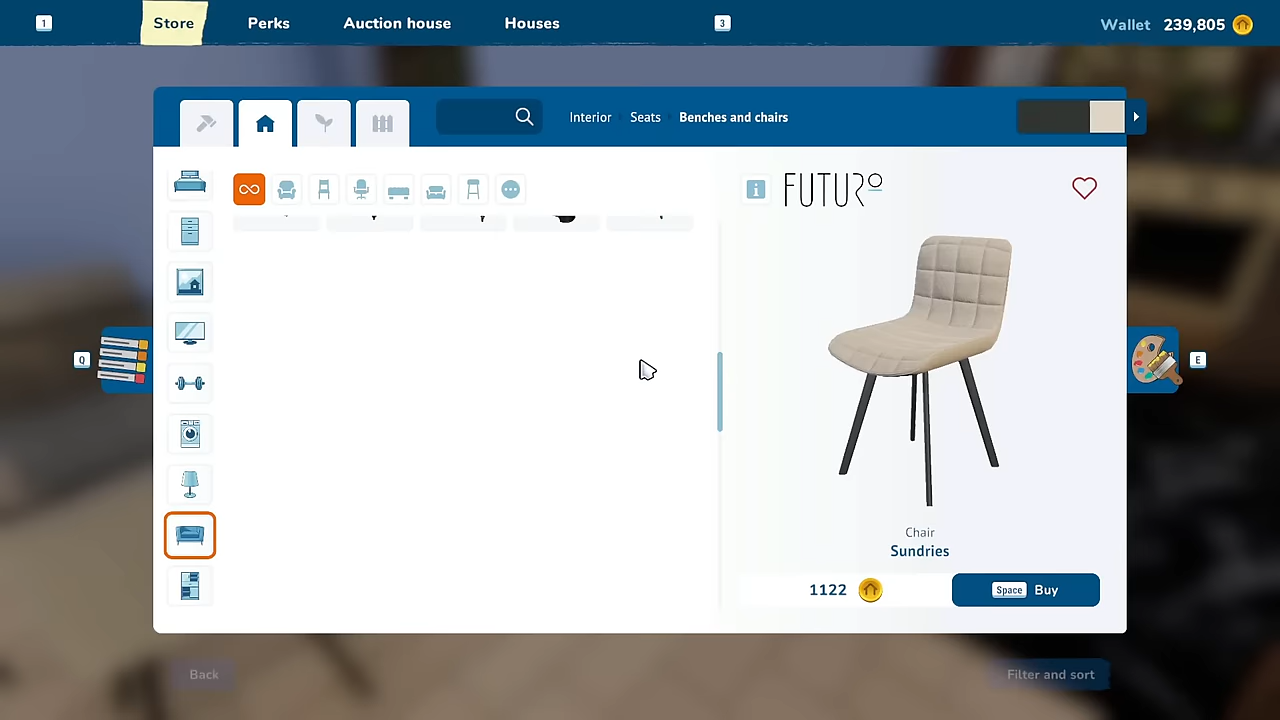 1 Store Perks Auction house Houses 3 Wallet 239,805
Interior Seats Benches and chairs
FUTURO
Q
E
Chair
Sundries
1122 Space Buy
Back Filter and sort